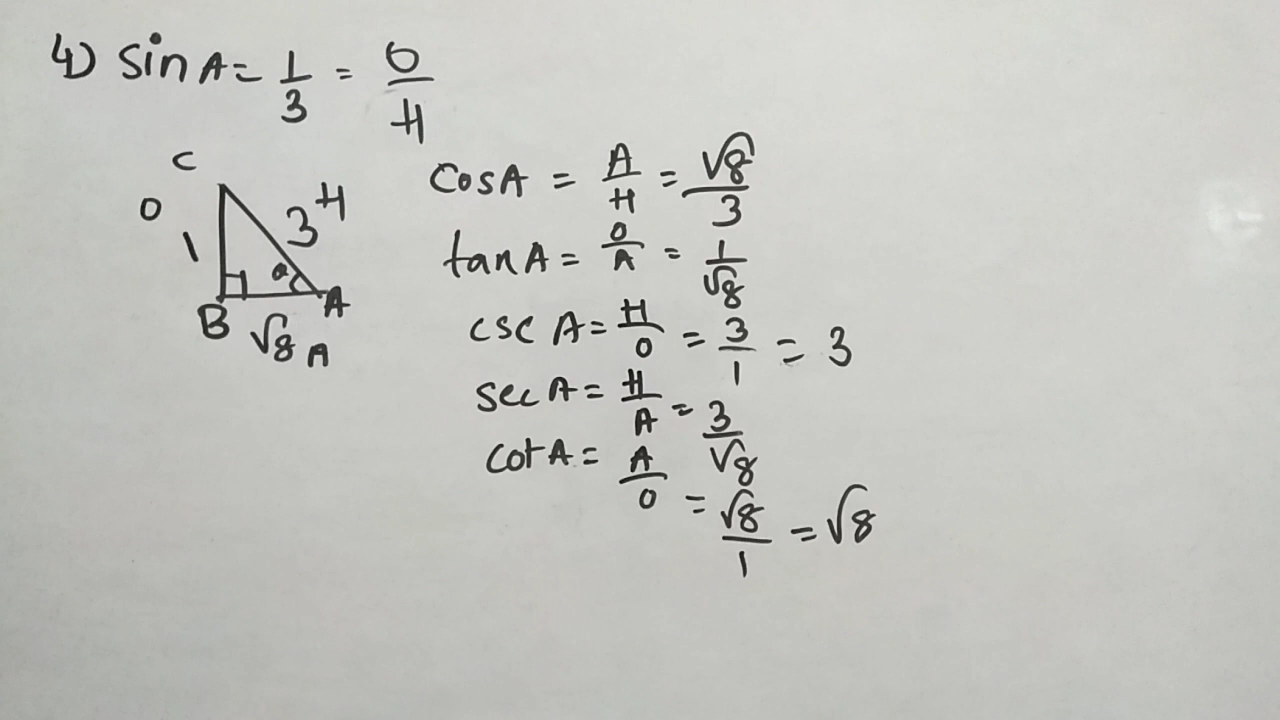 4) sin A = 1/3 = O/H
C
O
1
3 H
a
B
A
√8 A
Cos A = A/H = √8/3
tan A = O/A = 1/√8
csc A = H/O = 3/1 = 3
sec A = H/A = 3/√8
cot A = A/O = √8/1 = √8